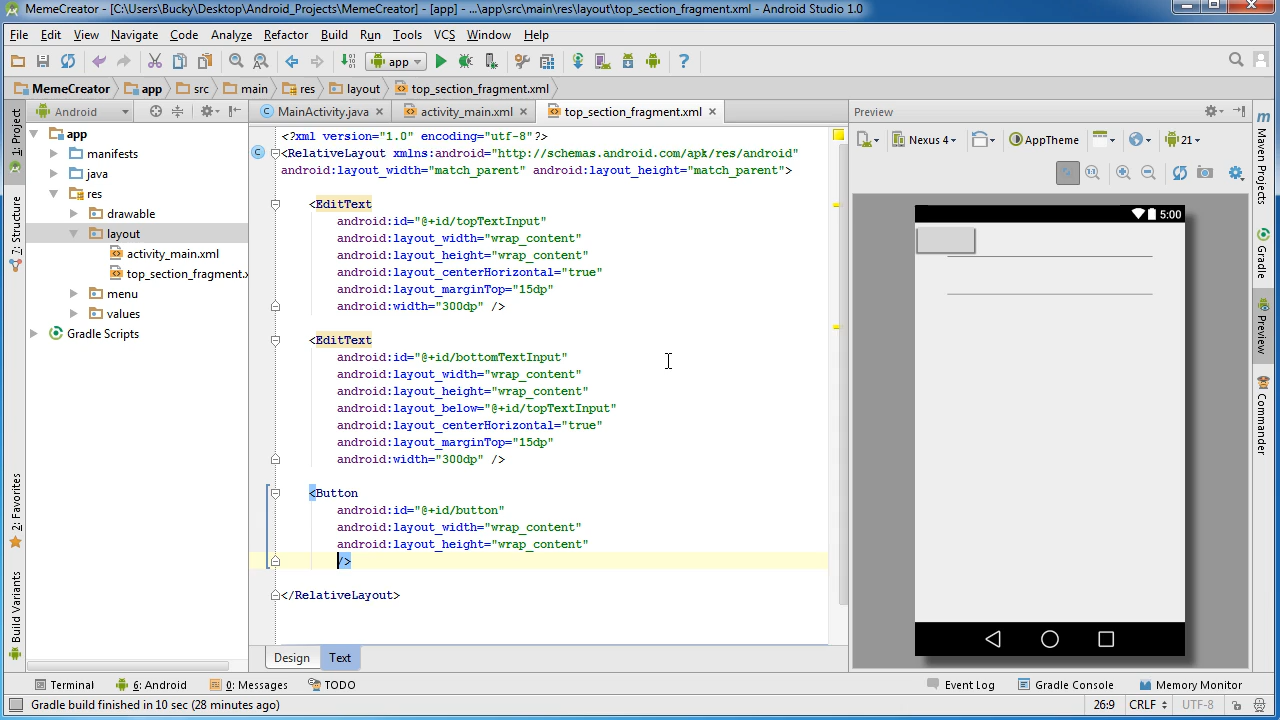 MemeCreator - [C:\Users\Bucky\Desktop\Android_Projects\MemeCreator] - [app] - ...\app\src\main\res\layout\top_section_fragment.xml - Android Studio 1.0
File Edit View Navigate Code Analyze Refactor Build Run Tools VCS Window Help
app
MemeCreator app src main res layout top_section_fragment.xml
Android
MainActivity.java activity_main.xml top_section_fragment.xml
Preview
1: Project
7: Structure
2: Favorites
Build Variants
app
manifests
java
res
drawable
layout
activity_main.xml
top_section_fragment.x
menu
values
Gradle Scripts
<?xml version="1.0" encoding="utf-8"?>
<RelativeLayout xmlns:android="http://schemas.android.com/apk/res/android"
android:layout_width="match_parent" android:layout_height="match_parent">
<EditText
android:id="@+id/topTextInput"
android:layout_width="wrap_content"
android:layout_height="wrap_content"
android:layout_centerHorizontal="true"
android:layout_marginTop="15dp"
android:width="300dp" />
<EditText
android:id="@+id/bottomTextInput"
android:layout_width="wrap_content"
android:layout_height="wrap_content"
android:layout_below="@+id/topTextInput"
android:layout_centerHorizontal="true"
android:layout_marginTop="15dp"
android:width="300dp" />
<Button
android:id="@+id/button"
android:layout_width="wrap_content"
android:layout_height="wrap_content"
/>
</RelativeLayout>
Design Text
Nexus 4 AppTheme 21
5:00
Maven Projects
Gradle
Preview
Commander
Terminal 6: Android 0: Messages TODO Event Log Gradle Console Memory Monitor
Gradle build finished in 10 sec (28 minutes ago) 26:9 CRLF UTF-8